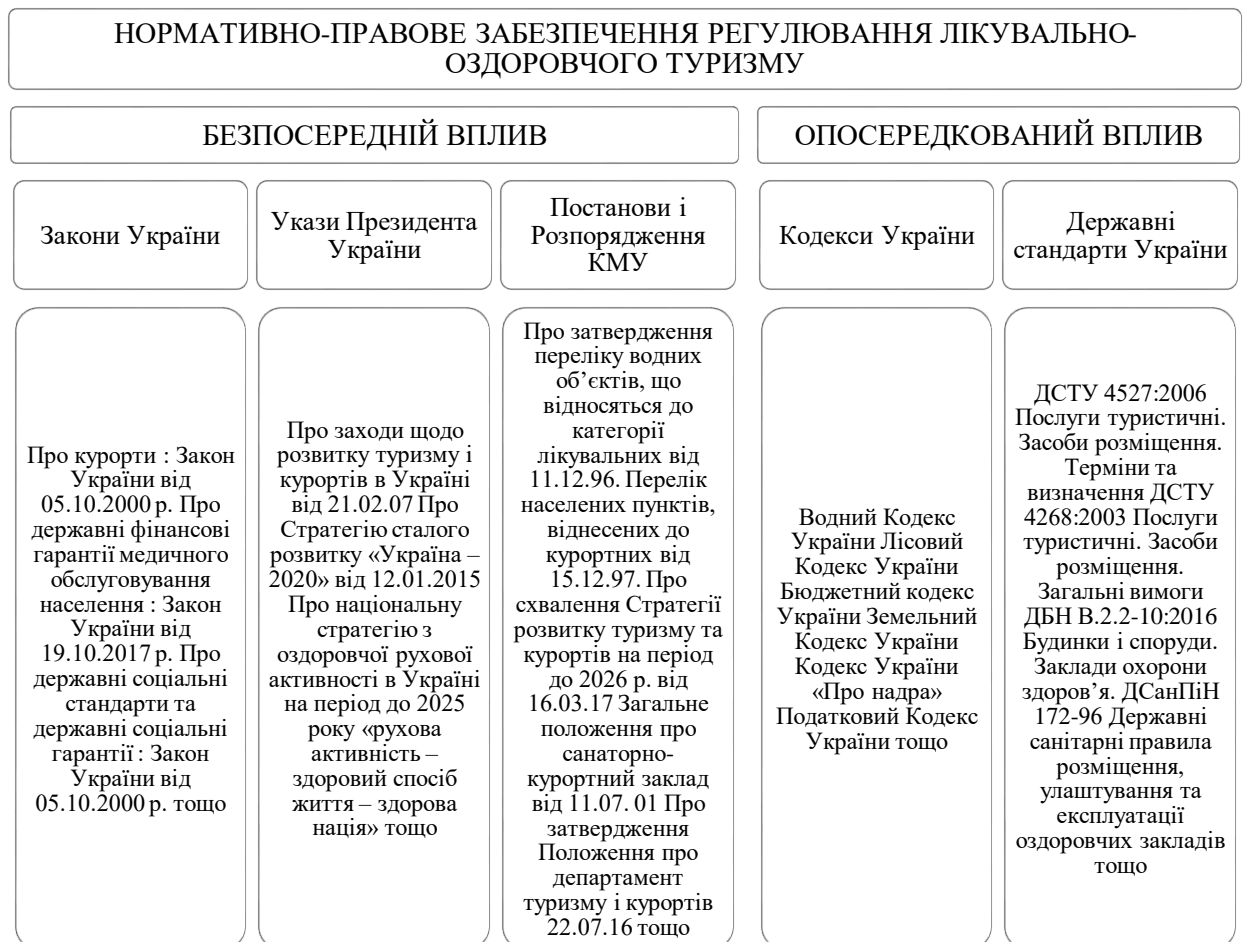 НОРМАТИВНО-ПРАВОВЕ ЗАБЕЗПЕЧЕННЯ РЕГУЛЮВАННЯ ЛІКУВАЛЬНО-
ОЗДОРОВЧОГО ТУРИЗМУ
БЕЗПОСЕРЕДНІЙ ВПЛИВ
ОПОСЕРЕДКОВАНИЙ ВПЛИВ
Закони України
Укази Президента
України
Постанови і
Розпорядження
КМУ
Кодекси України
Державні
стандарти України
Про курорти : Закон
України від
05.10.2000 р. Про
державні фінансові
гарантії медичного
обслуговування
населення : Закон
України від
19.10.2017 р. Про
державні соціальні
стандарти та
державні соціальні
гарантії : Закон
України від
05.10.2000 р. тощо
Про заходи щодо
розвитку туризму і
курортів в Україні
від 21.02.07 Про
Стратегію сталого
розвитку «Україна –
2020» від 12.01.2015
Про національну
стратегію з
оздоровчої рухової
активності в Україні
на період до 2025
року «рухова
активність –
здоровий спосіб
життя – здорова
нація» тощо
Про затвердження
переліку водних
об’єктів, що
відносяться до
категорії
лікувальних від
11.12.96. Перелік
населених пунктів,
віднесених до
курортних від
15.12.97. Про
схвалення Стратегії
розвитку туризму та
курортів на період
до 2026 р. від
16.03.17 Загальне
положення про
санаторно-
курортний заклад
від 11.07. 01 Про
затвердження
Положення про
департамент
туризму і курортів
22.07.16 тощо
Водний Кодекс
України Лісовий
Кодекс України
Бюджетний кодекс
України Земельний
Кодекс України
Кодекс України
«Про надра»
Податковий Кодекс
України тощо
ДСТУ 4527:2006
Послуги туристичні.
Засоби розміщення.
Терміни та
визначення ДСТУ
4268:2003 Послуги
туристичні. Засоби
розміщення.
Загальні вимоги
ДБН В.2.2-10:2016
Будинки і споруди.
Заклади охорони
здоров’я. ДСанПіН
172-96 Державні
санітарні правила
розміщення,
улаштування та
експлуатації
оздоровчих закладів
тощо